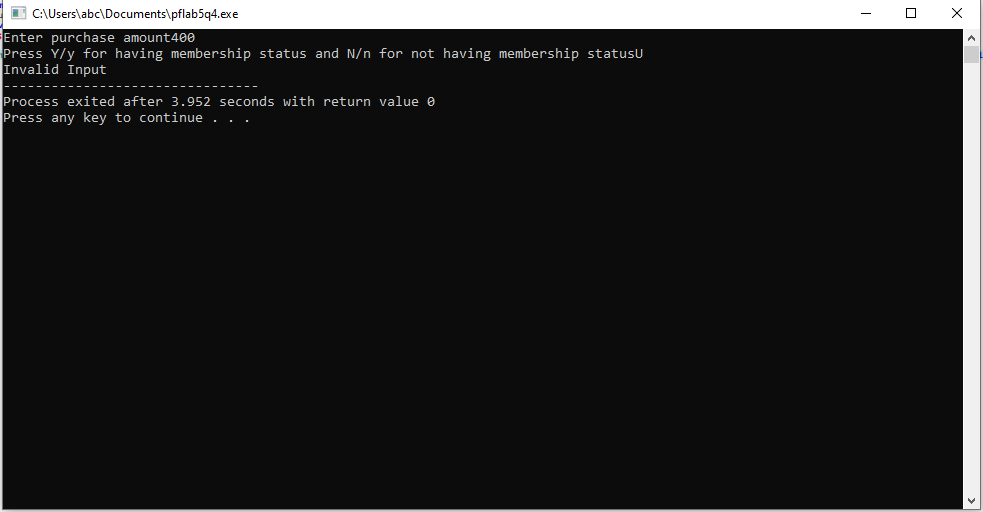 C:\Users\abc\Documents\pflab5q4.exe
Enter purchase amount400
Press Y/y for having membership status and N/n for not having membership statusU
Invalid Input
--------------------------------
Process exited after 3.952 seconds with return value 0
Press any key to continue . . .